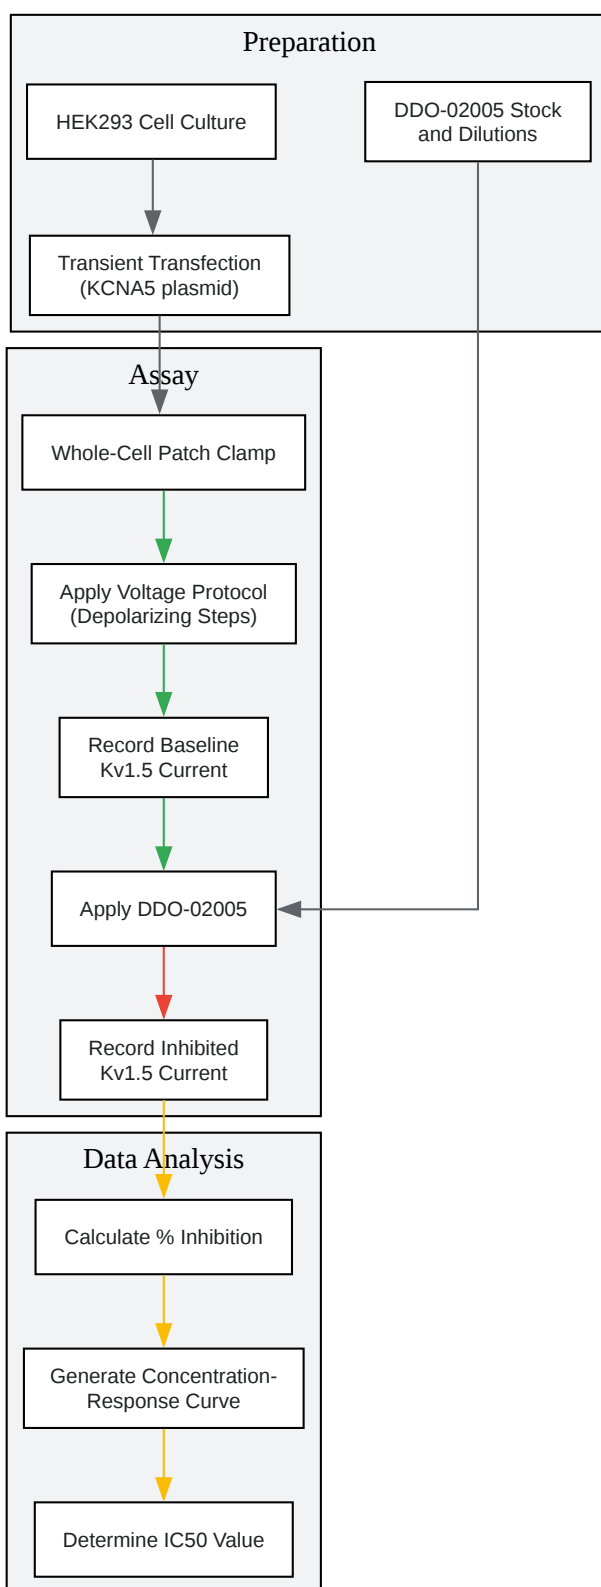 Preparation
HEK293 Cell Culture
DDO-02005 Stock
and Dilutions
Transient Transfection
(KCNA5 plasmid)
Assay
Whole-Cell Patch Clamp
Apply Voltage Protocol
(Depolarizing Steps)
Record Baseline
Kv1.5 Current
Apply DDO-02005
Record Inhibited
Kv1.5 Current
Data Analysis
Calculate % Inhibition
Generate Concentration-
Response Curve
Determine IC50 Value